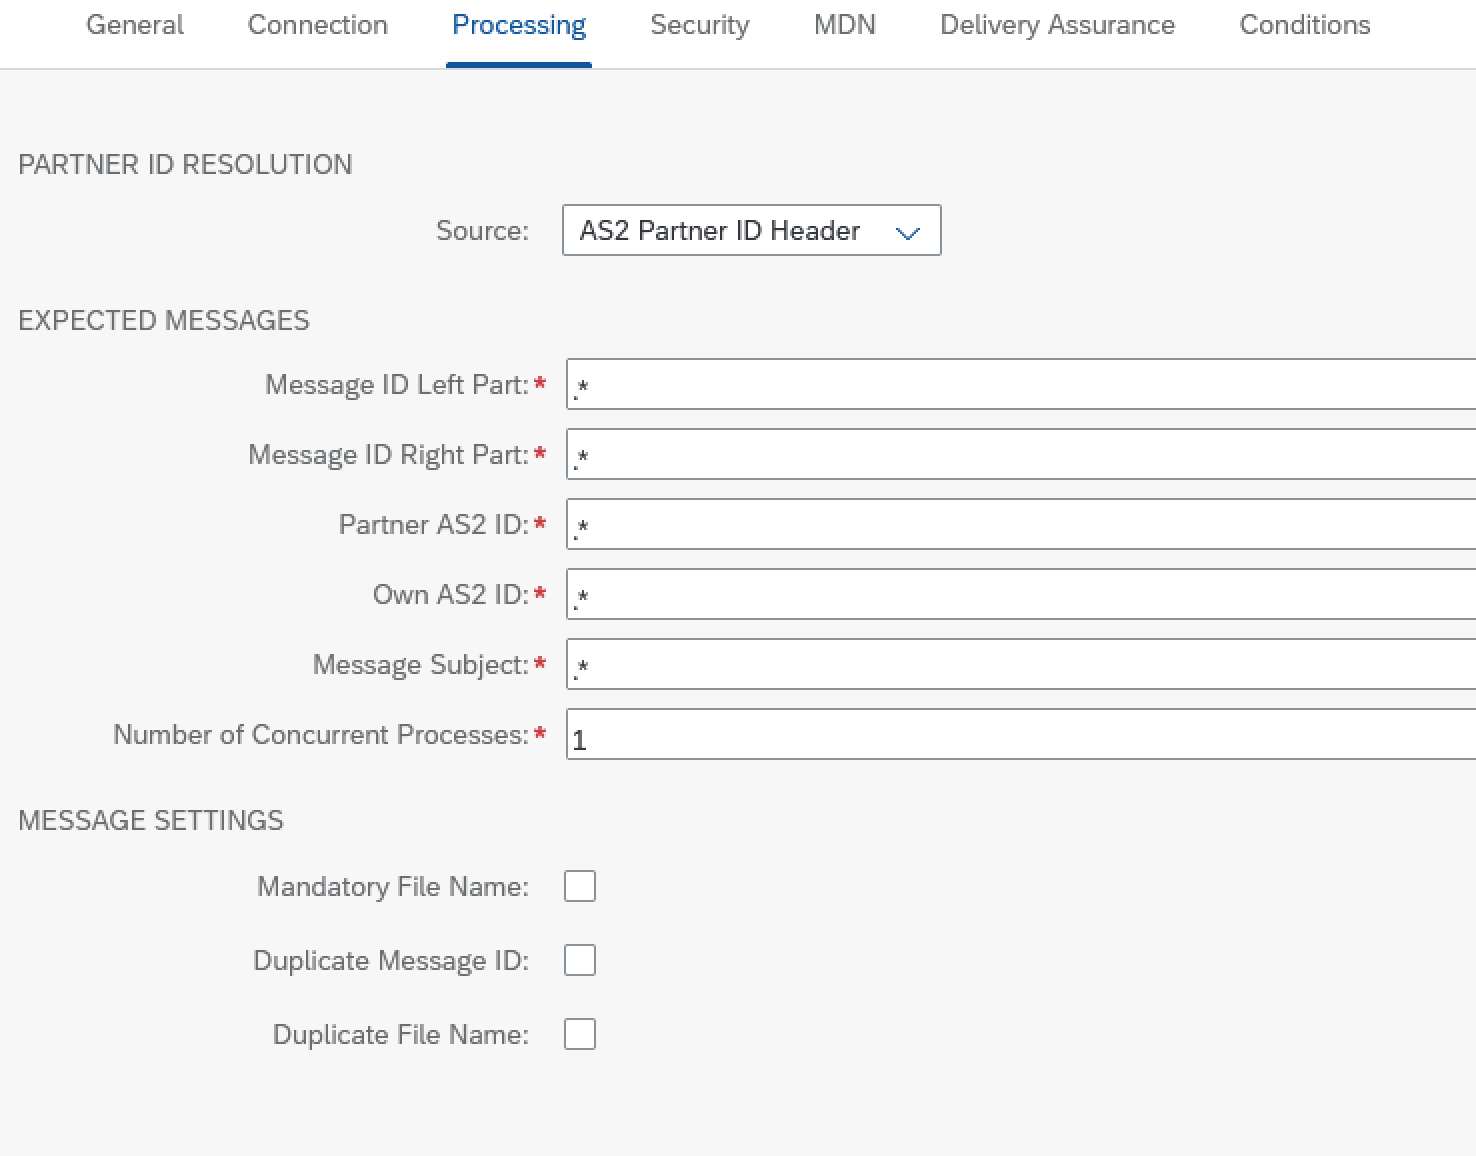 General Connection Processing Security MDN Delivery Assurance Conditions
PARTNER ID RESOLUTION
Source: AS2 Partner ID Header
EXPECTED MESSAGES
Message ID Left Part:* .*
Message ID Right Part:* .*
Partner AS2 ID:* .*
Own AS2 ID:* .*
Message Subject:* .*
Number of Concurrent Processes:* 1
MESSAGE SETTINGS
Mandatory File Name:
Duplicate Message ID:
Duplicate File Name: